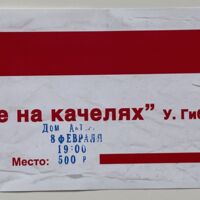 е на качелях” У. Гиб
Дом А
8 ФЕВРАЛЯ
19:00
Место: 500 р